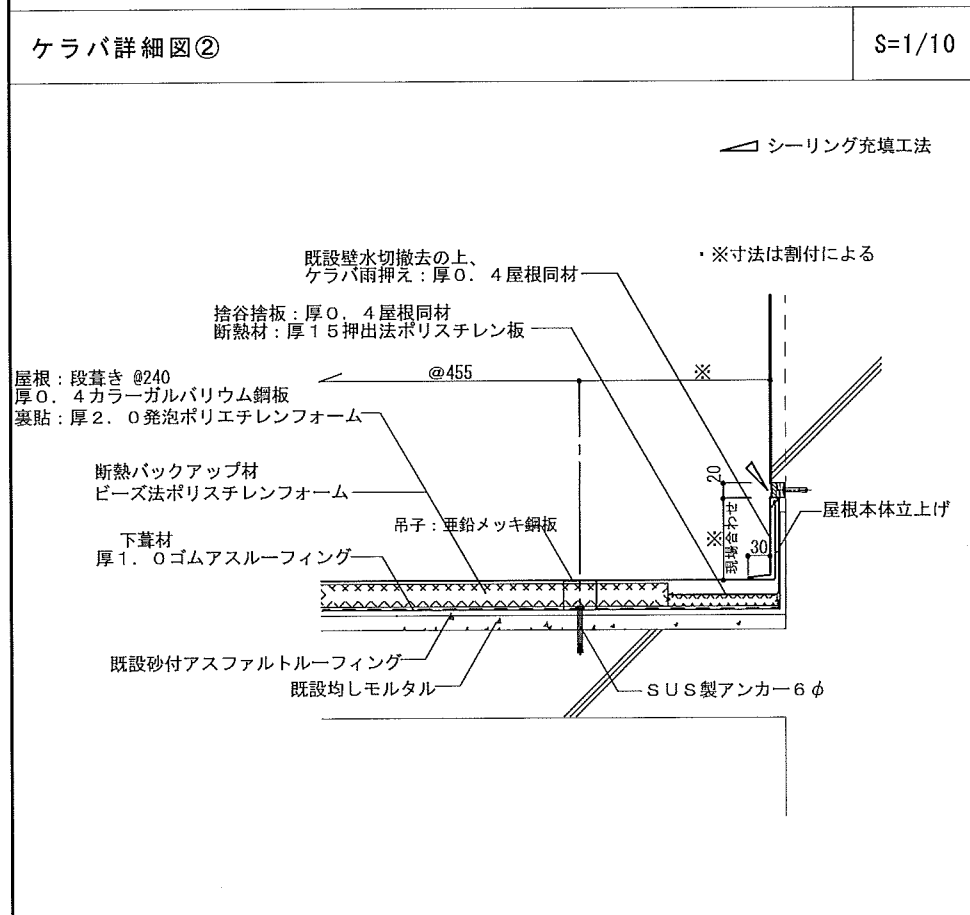 ケラバ詳細図②
S=1/10
シーリング充填工法
既設壁水切撤去の上、
ケラバ雨押え：厚０．４屋根同材
・※寸法は割付による
捨谷捨板：厚０．４屋根同材
断熱材：厚１５押出法ポリスチレン板
屋根：段葺き @240
厚０．４カラーガルバリウム鋼板
裏貼：厚２．０発泡ポリエチレンフォーム
@455
※
断熱バックアップ材
ビーズ法ポリスチレンフォーム
20
吊子：亜鉛メッキ鋼板
※
現場合わせ
30
屋根本体立上げ
下葺材
厚１．０ゴムアスルーフィング
既設砂付アスファルトルーフィング
既設均しモルタル
ＳＵＳ製アンカー６φ